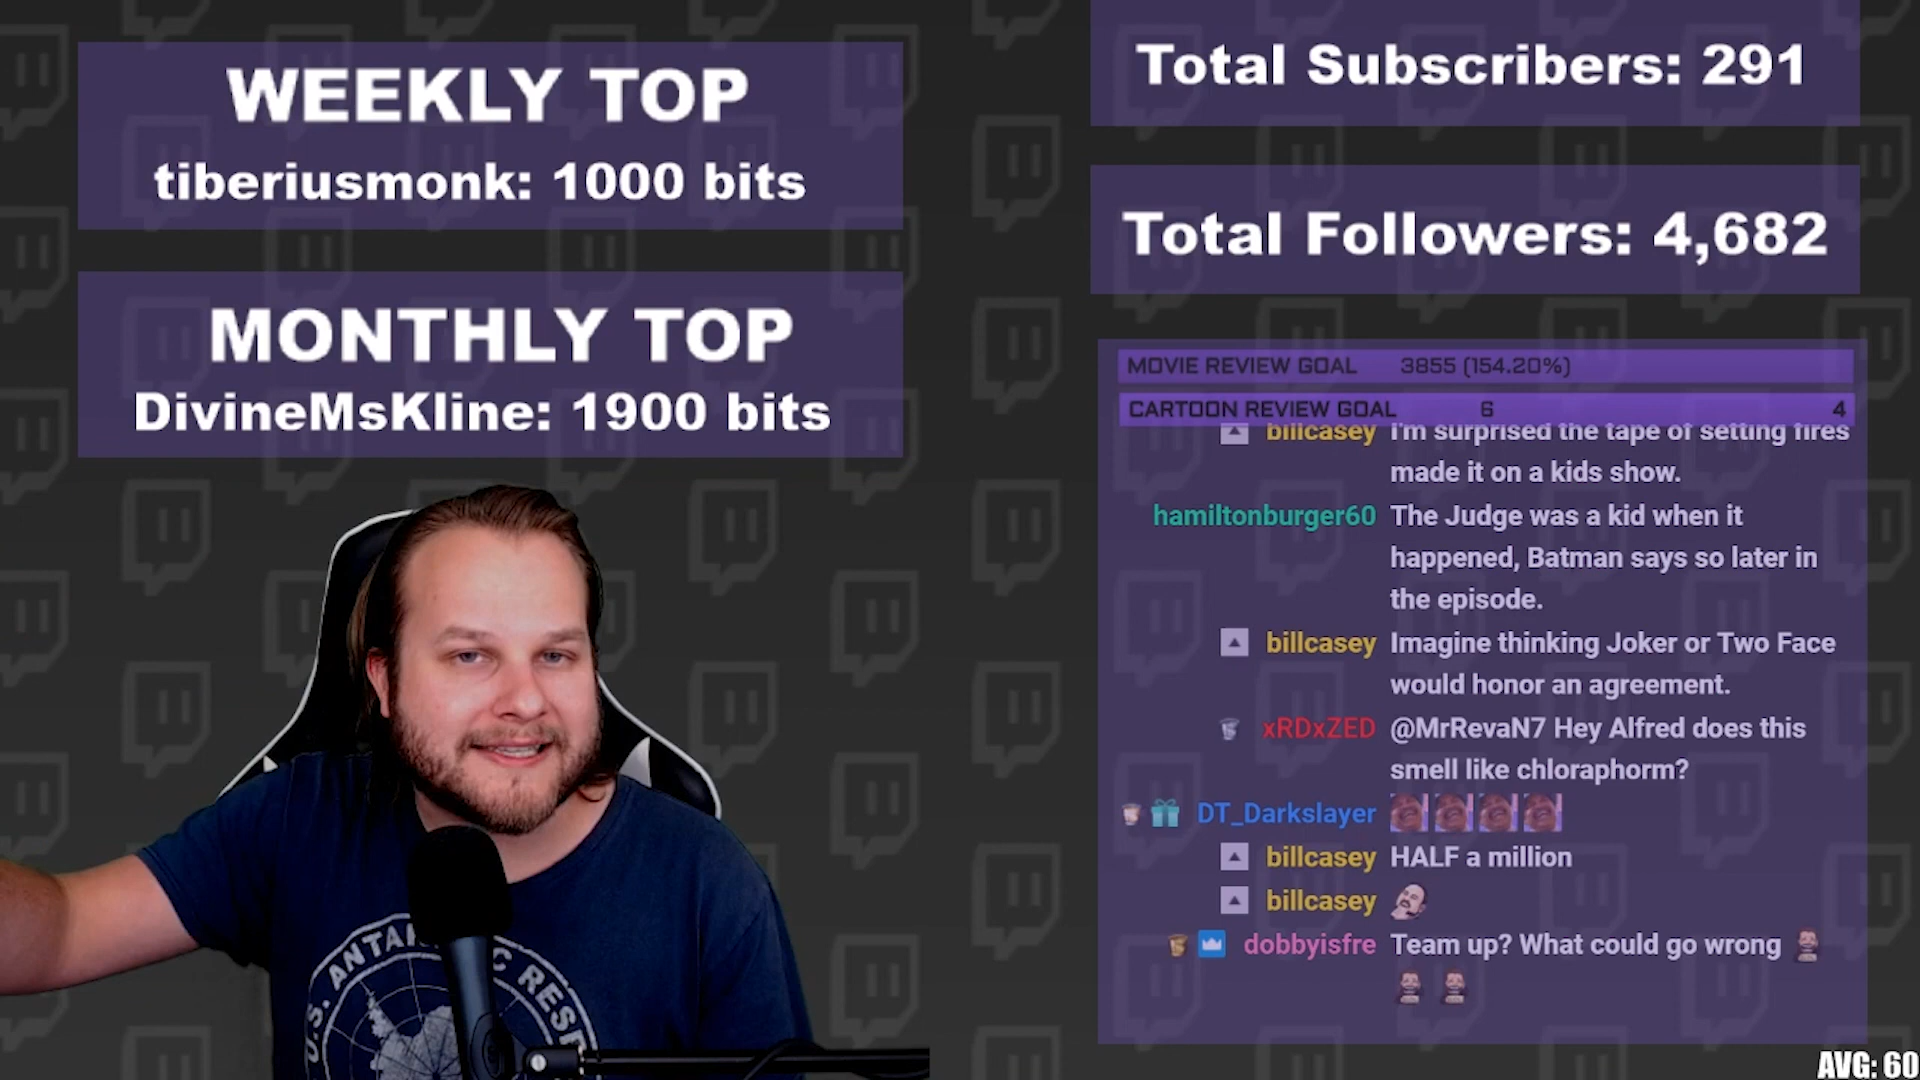 WEEKLY TOP
tiberiusmonk: 1000 bits
MONTHLY TOP
DivineMsKline: 1900 bits
Total Subscribers: 291
Total Followers: 4,682
MOVIE REVIEW GOAL 3855 (154.20%)
CARTOON REVIEW GOAL 6 4
billcasey I'm surprised the tape of setting fires
made it on a kids show.
hamiltonburger60 The Judge was a kid when it
happened, Batman says so later in
the episode.
billcasey Imagine thinking Joker or Two Face
would honor an agreement.
xRDxZED @MrRevaN7 Hey Alfred does this
smell like chloraphorm?
DT_Darkslayer
billcasey HALF a million
billcasey
dobbyisfre Team up? What could go wrong
U.S. ANTAR
AVG: 60